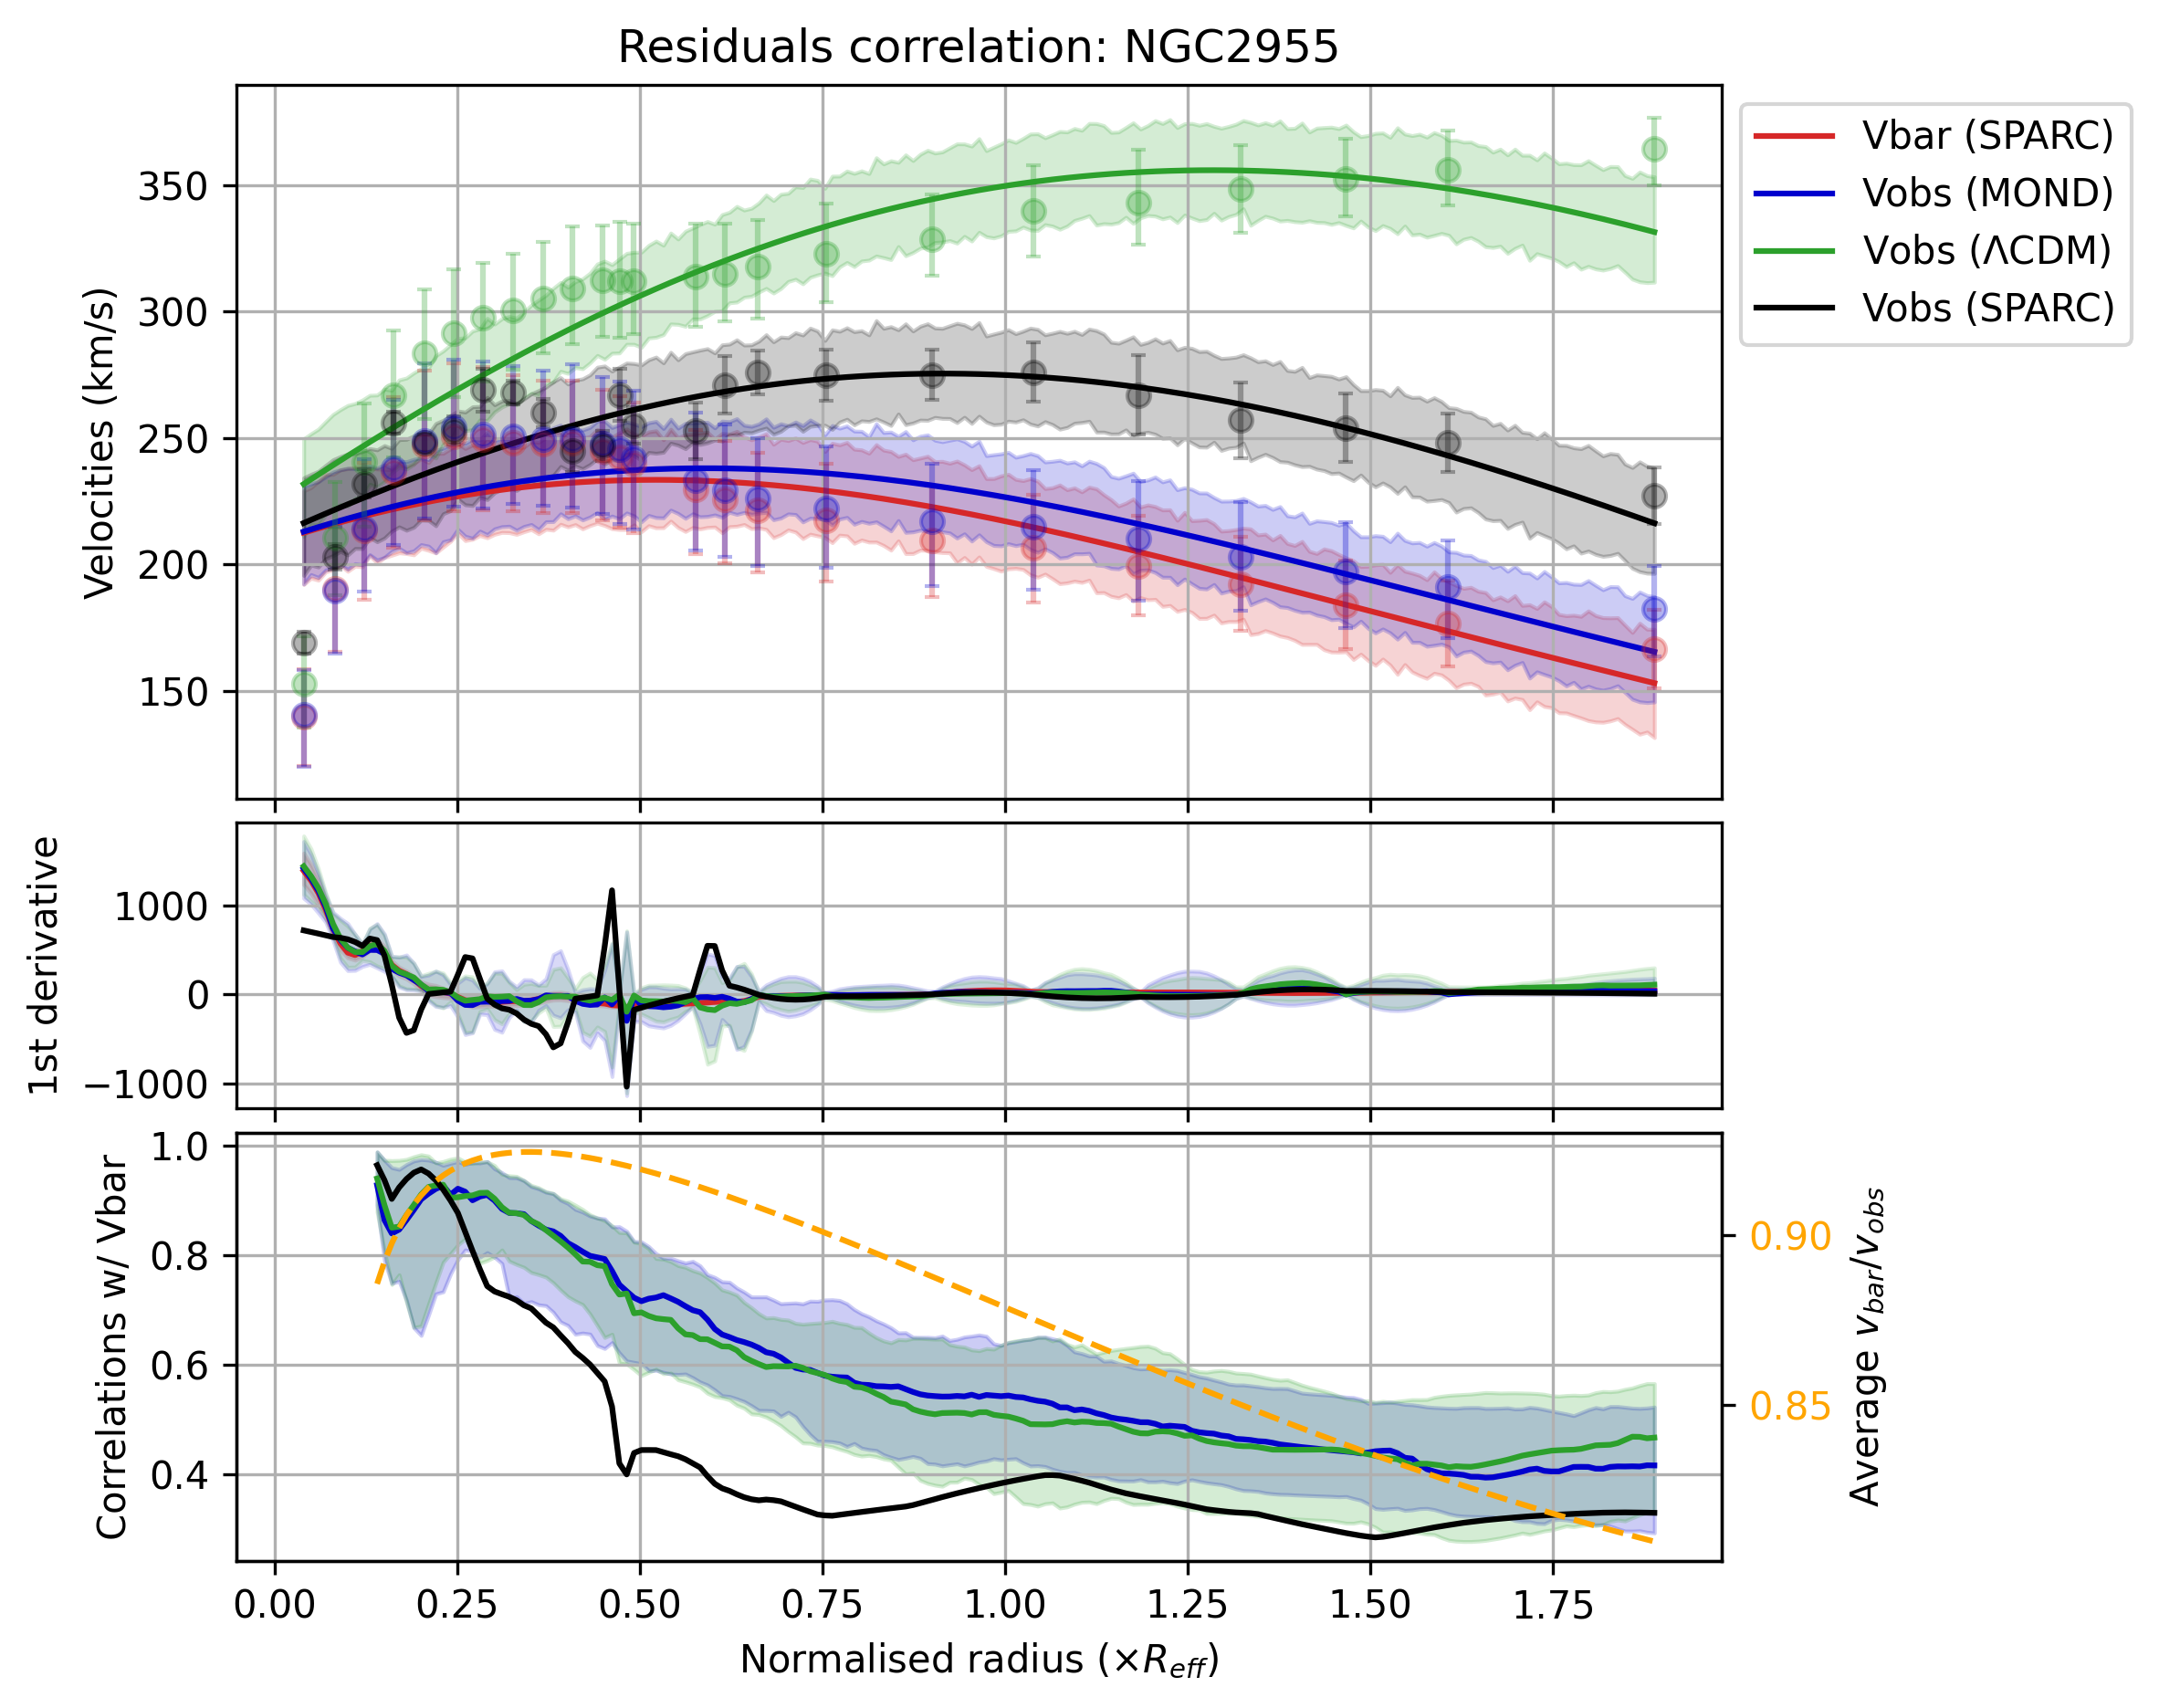 Residuals correlation: NGC2955
Velocities (km/s)
350
300
250
200
150
Vbar (SPARC)
Vobs (MOND)
Vobs (ΛCDM)
Vobs (SPARC)
1st derivative
1000
0
−1000
Correlations w/ Vbar
1.0
0.8
0.6
0.4
0.90
0.85
Average v_bar/v_obs
0.00 0.25 0.50 0.75 1.00 1.25 1.50 1.75
Normalised radius (×R_eff)